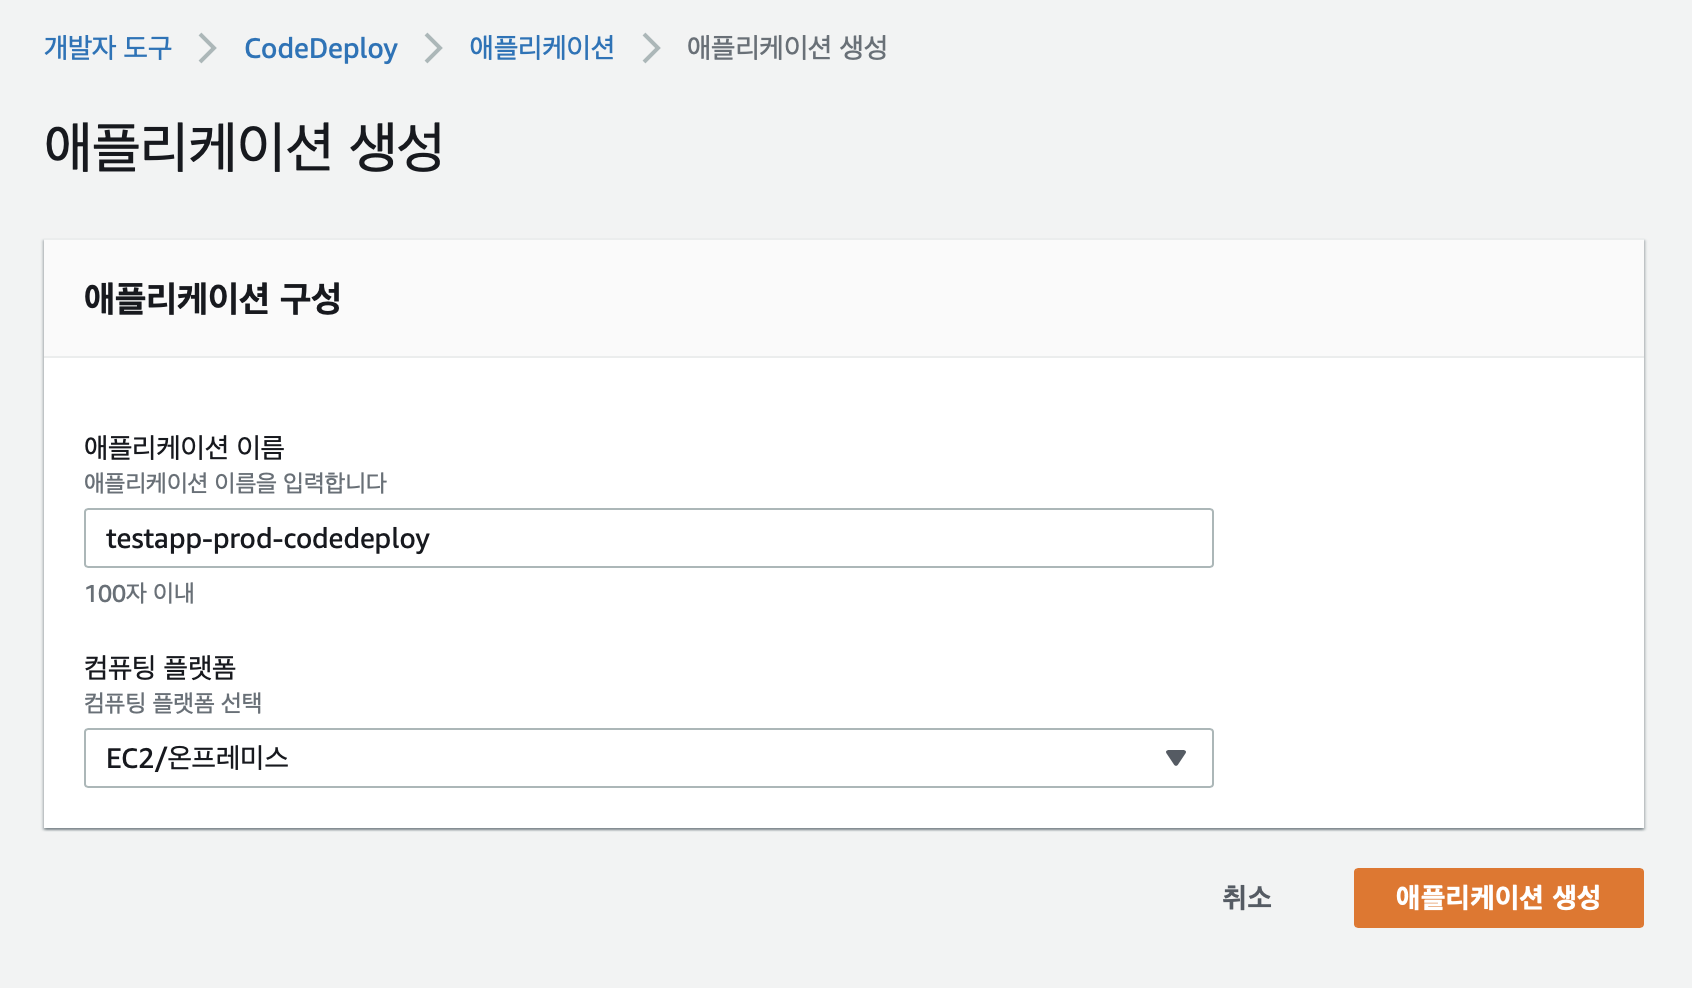 개발자 도구 > CodeDeploy > 애플리케이션 > 애플리케이션 생성
애플리케이션 생성
애플리케이션 구성
애플리케이션 이름
애플리케이션 이름을 입력합니다
testapp-prod-codedeploy
100자 이내
컴퓨팅 플랫폼
컴퓨팅 플랫폼 선택
EC2/온프레미스
취소 애플리케이션 생성